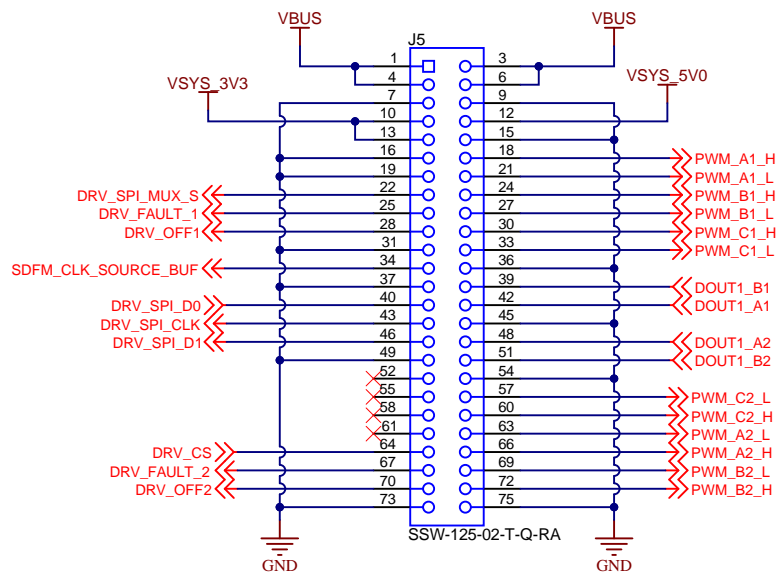 VBUS
VBUS
J5
1
3
4
6
VSYS_3V3
VSYS_5V0
7
9
10
12
13
15
16
18
PWM_A1_H
19
21
PWM_A1_L
DRV_SPI_MUX_S
22
24
PWM_B1_H
DRV_FAULT_1
25
27
PWM_B1_L
DRV_OFF1
28
30
PWM_C1_H
31
33
PWM_C1_L
SDFM_CLK_SOURCE_BUF
34
36
37
39
DOUT1_B1
DRV_SPI_D0
40
42
DOUT1_A1
DRV_SPI_CLK
43
45
DRV_SPI_D1
46
48
DOUT1_A2
49
51
DOUT1_B2
52
54
55
57
PWM_C2_L
58
60
PWM_C2_H
61
63
PWM_A2_L
DRV_CS
64
66
PWM_A2_H
DRV_FAULT_2
67
69
PWM_B2_L
DRV_OFF2
70
72
PWM_B2_H
73
75
SSW-125-02-T-Q-RA
GND
GND